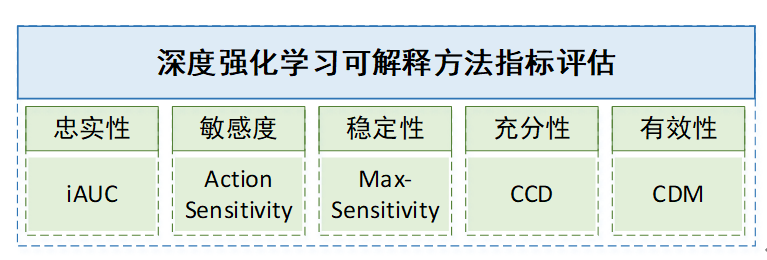 深度强化学习可解释方法指标评估
忠实性
敏感度
稳定性
充分性
有效性
iAUC
Action
Sensitivity
Max-
Sensitivity
CCD
CDM